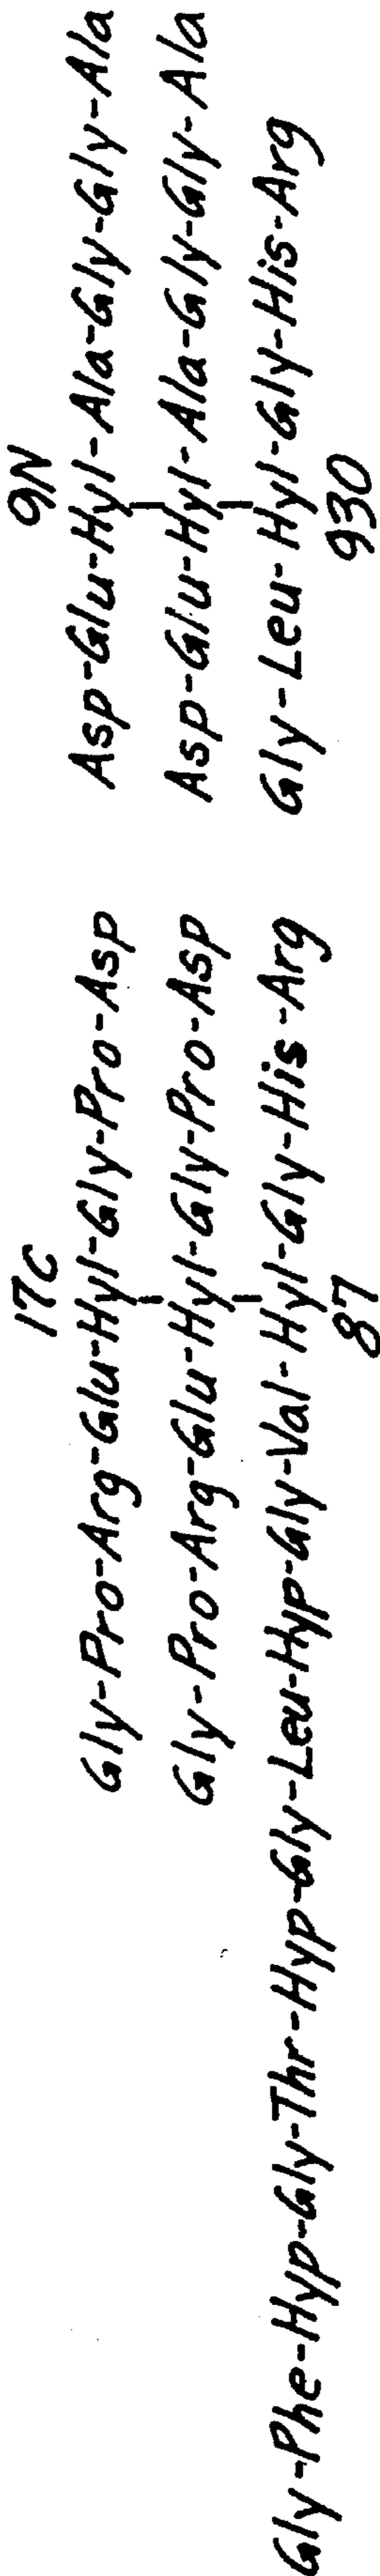 17C
Gly-Pro-Arg-Glu-Hyl-Gly-Pro-Asp
Gly-Pro-Arg-Glu-Hyl-Gly-Pro-Asp
Gly-Phe-Hyp-Gly-Thr-Hyp-Gly-Leu-Hyp-Gly-Val-Hyl-Gly-His-Arg
87
9N
Asp-Glu-Hyl-Ala-Gly-Gly-Ala
Asp-Glu-Hyl-Ala-Gly-Gly-Ala
Gly-Leu-Hyl-Gly-His-Arg
930